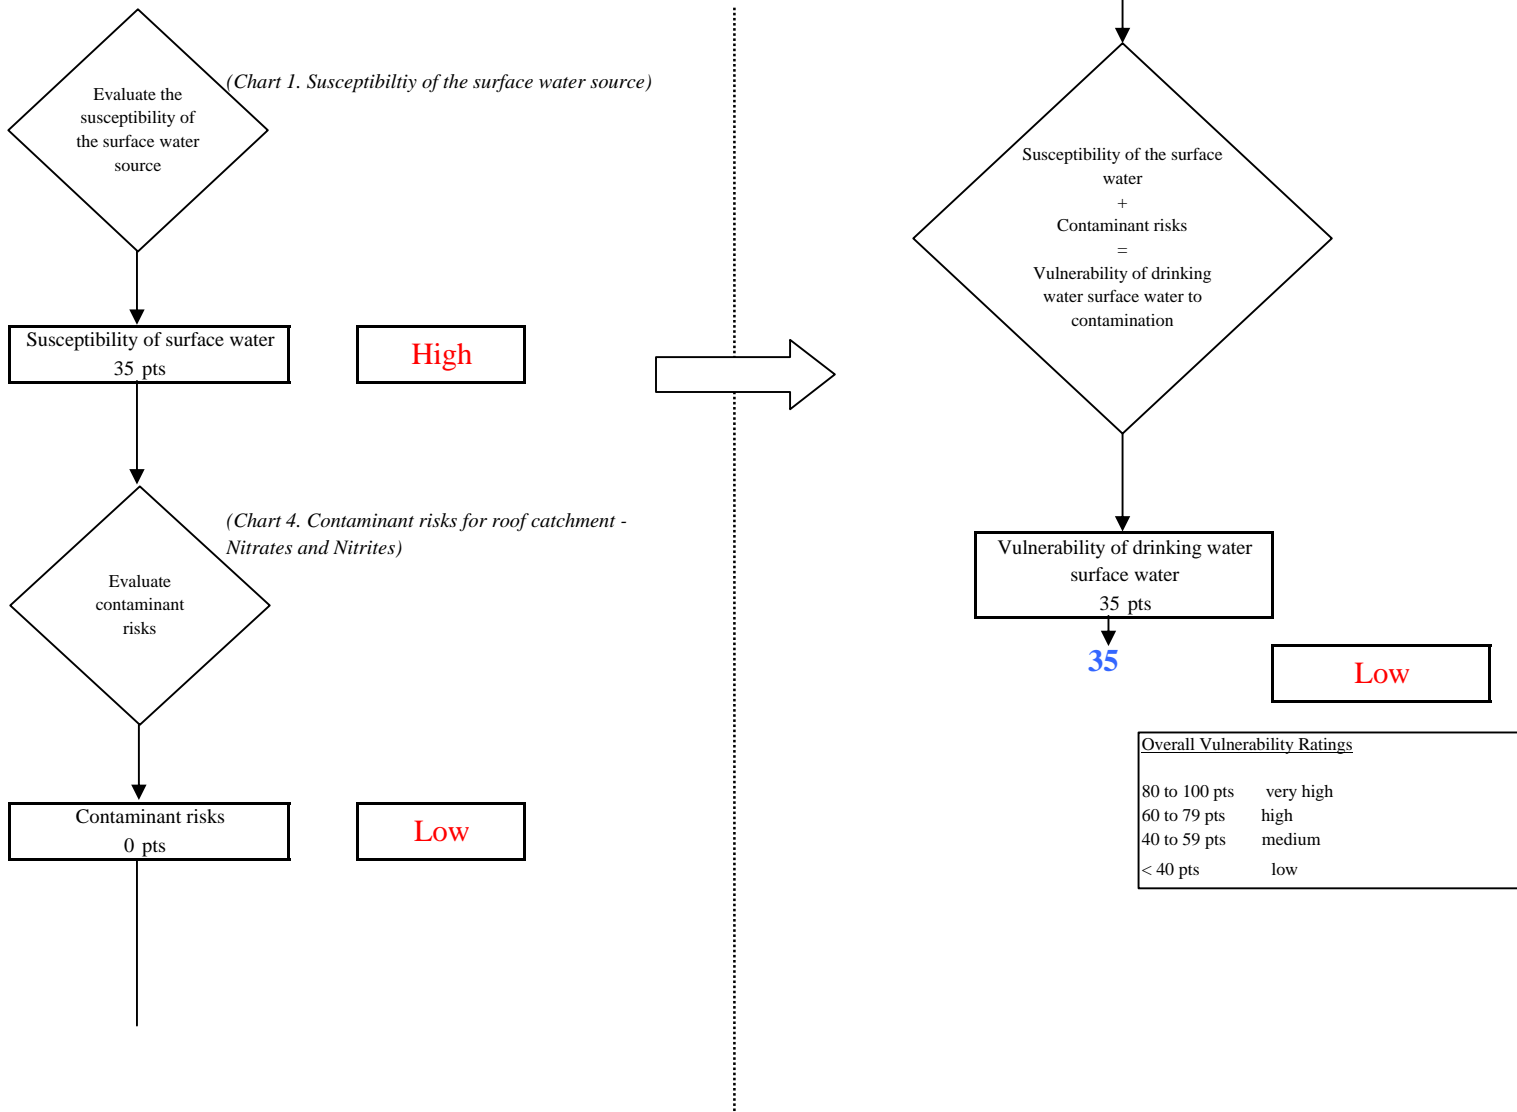 Evaluate the
susceptibility of
the surface water
source
(Chart 1. Susceptibiltiy of the surface water source)
Susceptibility of surface water
35 pts
High
(Chart 4. Contaminant risks for roof catchment -
Nitrates and Nitrites)
Evaluate
contaminant
risks
Contaminant risks
0 pts
Low
Susceptibility of the surface
water
+
Contaminant risks
=
Vulnerability of drinking
water surface water to
contamination
Vulnerability of drinking water
surface water
35 pts
35
Low
Overall Vulnerability Ratings
80 to 100 pts very high
60 to 79 pts high
40 to 59 pts medium
< 40 pts low